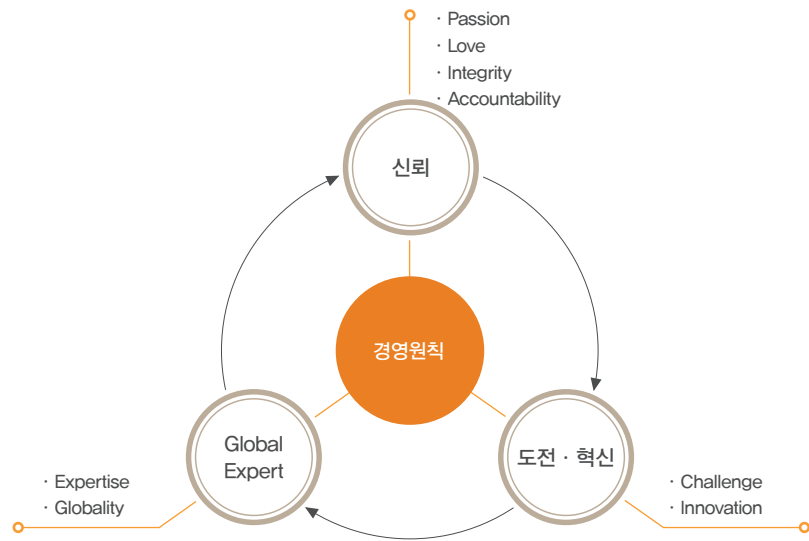 · Passion
· Love
· Integrity
· Accountability
신뢰
경영원칙
Global
Expert
도전 · 혁신
· Expertise
· Globality
· Challenge
· Innovation